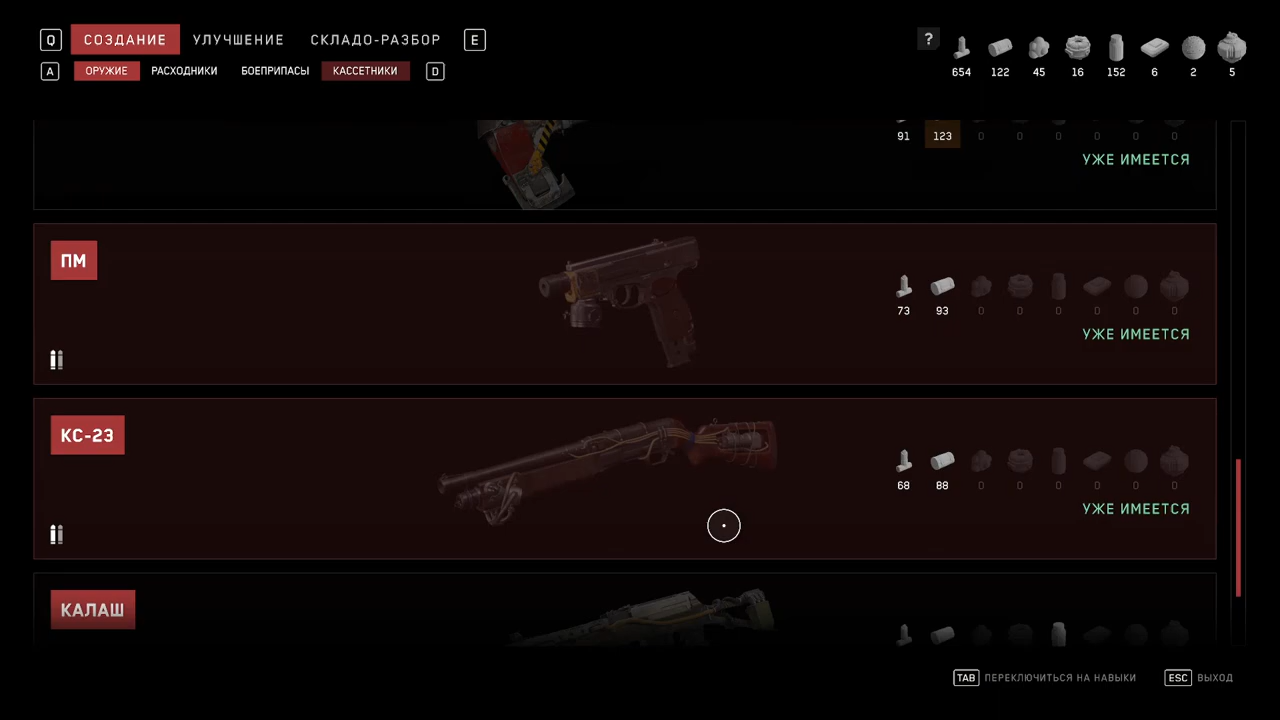 Q СОЗДАНИЕ УЛУЧШЕНИЕ СКЛАДО-РАЗБОР E
A ОРУЖИЕ РАСХОДНИКИ БОЕПРИПАСЫ КАССЕТНИКИ D
?
654 122 45 16 152 6 2 5
91 123 0 0 0 0 0 0
УЖЕ ИМЕЕТСЯ
ПМ
73 93 0 0 0 0 0 0
УЖЕ ИМЕЕТСЯ
КС-23
68 88 0 0 0 0 0 0
УЖЕ ИМЕЕТСЯ
КАЛАШ
TAB ПЕРЕКЛЮЧИТЬСЯ НА НАВЫКИ ESC ВЫХОД